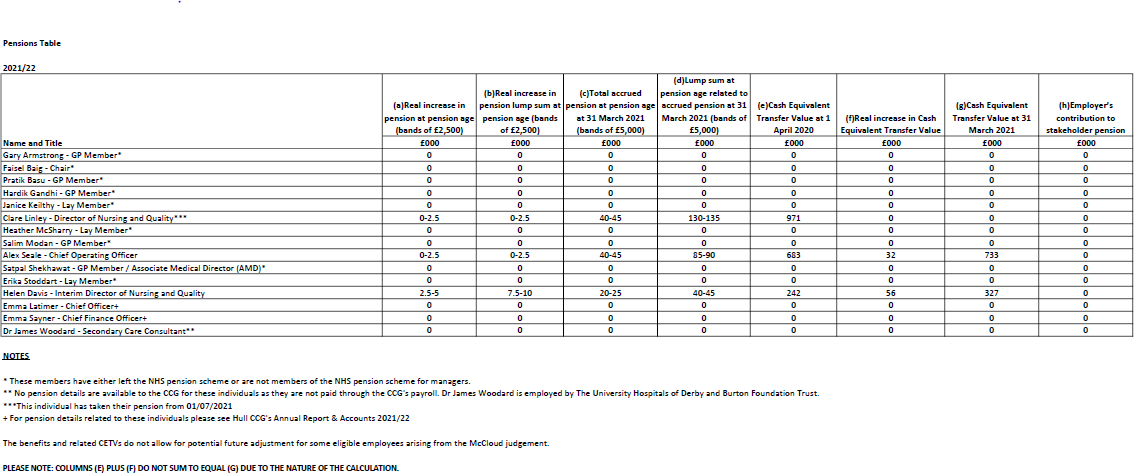 Pensions Table
2021/22
(a)Real increase in pension at pension age (bands of £2,500) (b)Real increase in pension lump sum at pension age (bands of £2,500) (c)Total accrued pension at pension age at 31 March 2021 (bands of £5,000) (d)Lump sum at pension age related to accrued pension at 31 March 2021 (bands of £5,000) (e)Cash Equivalent Transfer Value at 1 April 2020 (f)Real increase in Cash Equivalent Transfer Value (g)Cash Equivalent Transfer Value at 31 March 2021 (h)Employer's contribution to stakeholder pension
Name and Title £000 £000 £000 £000 £000 £000 £000 £000
Gary Armstrong - GP Member* 0 0 0 0 0 0 0 0
Faisel Baig - Chair* 0 0 0 0 0 0 0 0
Pratik Basu - GP Member* 0 0 0 0 0 0 0 0
Hardik Gandhi - GP Member* 0 0 0 0 0 0 0 0
Janice Keilthy - Lay Member* 0 0 0 0 0 0 0 0
Clare Linley - Director of Nursing and Quality*** 0-2.5 0-2.5 40-45 130-135 971 0 0 0
Heather McSharry - Lay Member* 0 0 0 0 0 0 0 0
Salim Modan - GP Member* 0 0 0 0 0 0 0 0
Alex Seale - Chief Operating Officer 0-2.5 0-2.5 40-45 85-90 683 32 733 0
Satpal Shekhawat - GP Member / Associate Medical Director (AMD)* 0 0 0 0 0 0 0 0
Erika Stoddart - Lay Member* 0 0 0 0 0 0 0 0
Helen Davis - Interim Director of Nursing and Quality 2.5-5 7.5-10 20-25 40-45 242 56 327 0
Emma Latimer - Chief Officer+ 0 0 0 0 0 0 0 0
Emma Sayner - Chief Finance Officer+ 0 0 0 0 0 0 0 0
Dr James Woodard - Secondary Care Consultant** 0 0 0 0 0 0 0 0
NOTES
* These members have either left the NHS pension scheme or are not members of the NHS pension scheme for managers.
** No pension details are available to the CCG for these individuals as they are not paid through the CCG's payroll. Dr James Woodard is employed by The University Hospitals of Derby and Burton Foundation Trust.
***This individual has taken their pension from 01/07/2021
+ For pension details related to these individuals please see Hull CCG's Annual Report & Accounts 2021/22
The benefits and related CETVs do not allow for potential future adjustment for some eligible employees arising from the McCloud judgement.
PLEASE NOTE: COLUMNS (E) PLUS (F) DO NOT SUM TO EQUAL (G) DUE TO THE NATURE OF THE CALCULATION.